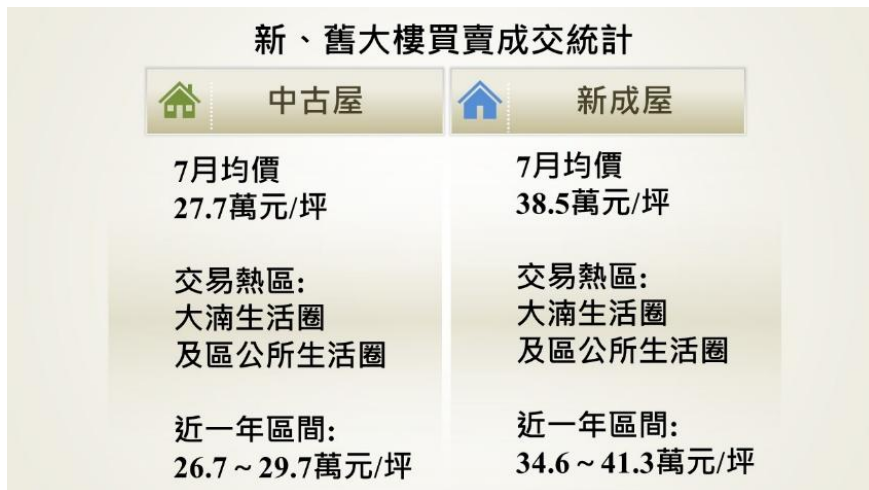 新、舊大樓買賣成交統計
中古屋
7月均價
27.7萬元/坪
交易熱區:
大湳生活圈
及區公所生活圈
近一年區間:
26.7～29.7萬元/坪
新成屋
7月均價
38.5萬元/坪
交易熱區:
大湳生活圈
及區公所生活圈
近一年區間:
34.6～41.3萬元/坪